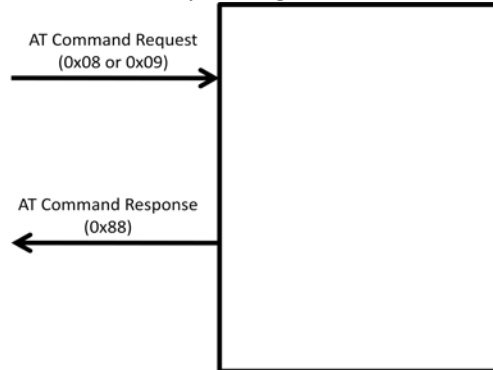 AT Command Request
(0x08 or 0x09)
AT Command Response
(0x88)